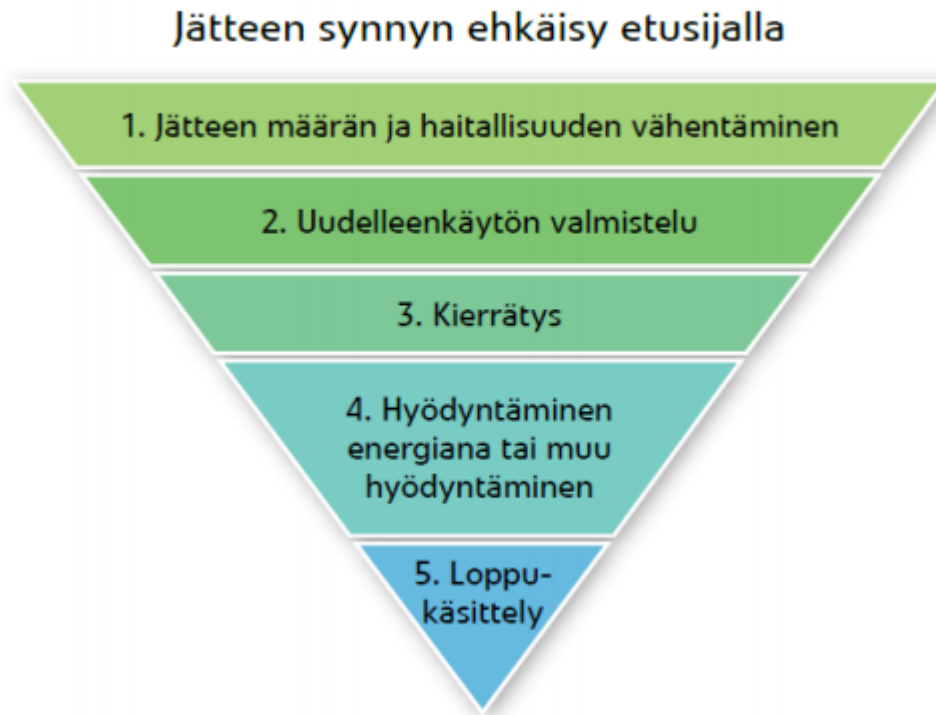 Jätteen synnyn ehkäisy etusijalla
1. Jätteen määrän ja haitallisuuden vähentäminen
2. Uudelleenkäytön valmistelu
3. Kierrätys
4. Hyödyntäminen
energiana tai muu
hyödyntäminen
5. Loppu-
käsittely